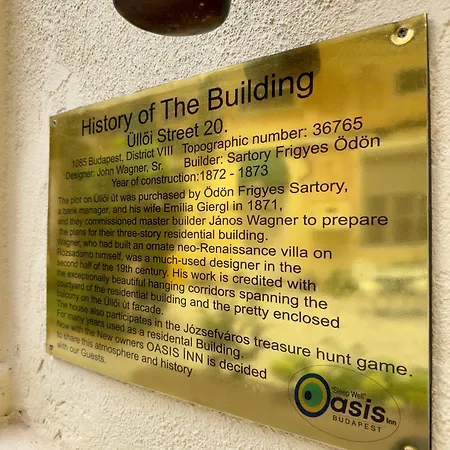 History of The Building
Üllői Street 20.
1085 Budapest, District VIII Topographic number: 36765
Designer: John Wagner, Sr. Builder: Sartory Frigyes Ödön
Year of construction:1872 - 1873
The plot on Üllői út was purchased by Ödön Frigyes Sartory,
a bank manager, and his wife Emilia Giergl in 1871,
and they commissioned master builder János Wagner to prepare
the plans for their three-story residential building.
Wagner, who had built an ornate neo-Renaissance villa on
Rózsadomb himself, was a much-used designer in the
second half of the 19th century. His work is credited with
the exceptionally beautiful hanging corridors spanning the
courtyard of the residential building and the pretty enclosed
balcony on the Üllői út facade.
The house also participates in the Józsefváros treasure hunt game.
For many years used as a residental Building.
Now with the New owners OASIS İNN is decided
to share this atmosphere and history
with our Guests.
"Sleep Well"
Oasis Inn
BUDAPEST